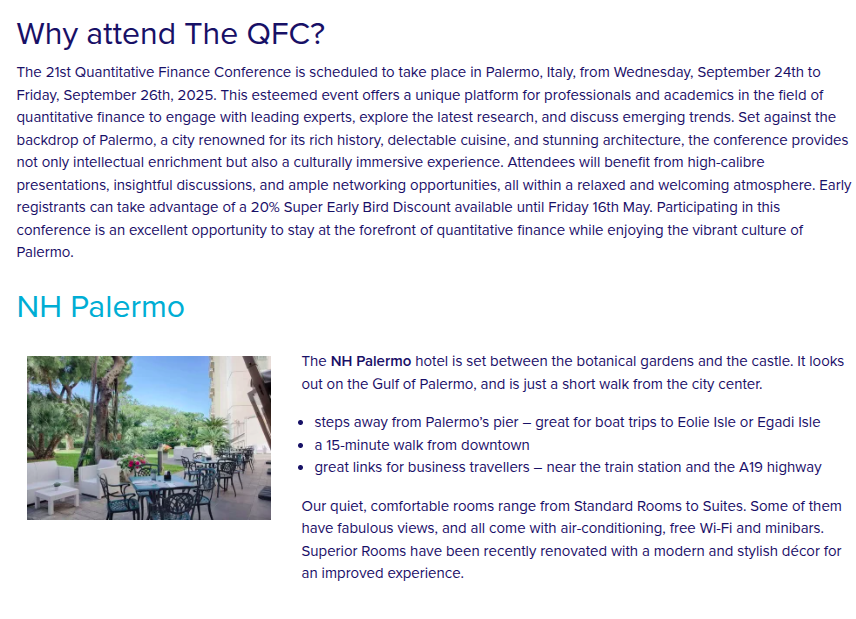 Why attend The QFC?
The 21st Quantitative Finance Conference is scheduled to take place in Palermo, Italy, from Wednesday, September 24th to
Friday, September 26th, 2025. This esteemed event offers a unique platform for professionals and academics in the field of
quantitative finance to engage with leading experts, explore the latest research, and discuss emerging trends. Set against the
backdrop of Palermo, a city renowned for its rich history, delectable cuisine, and stunning architecture, the conference provides
not only intellectual enrichment but also a culturally immersive experience. Attendees will benefit from high-calibre
presentations, insightful discussions, and ample networking opportunities, all within a relaxed and welcoming atmosphere. Early
registrants can take advantage of a 20% Super Early Bird Discount available until Friday 16th May. Participating in this
conference is an excellent opportunity to stay at the forefront of quantitative finance while enjoying the vibrant culture of
Palermo.
NH Palermo
The NH Palermo hotel is set between the botanical gardens and the castle. It looks
out on the Gulf of Palermo, and is just a short walk from the city center.
• steps away from Palermo's pier – great for boat trips to Eolie Isle or Egadi Isle
• a 15-minute walk from downtown
• great links for business travellers – near the train station and the A19 highway
Our quiet, comfortable rooms range from Standard Rooms to Suites. Some of them
have fabulous views, and all come with air-conditioning, free Wi-Fi and minibars.
Superior Rooms have been recently renovated with a modern and stylish décor for
an improved experience.